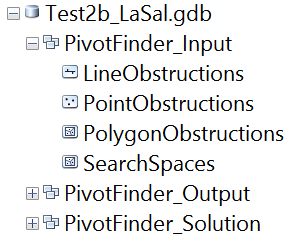 Test2b_LaSal.gdb
PivotFinder_Input
LineObstructions
PointObstructions
PolygonObstructions
SearchSpaces
PivotFinder_Output
PivotFinder_Solution